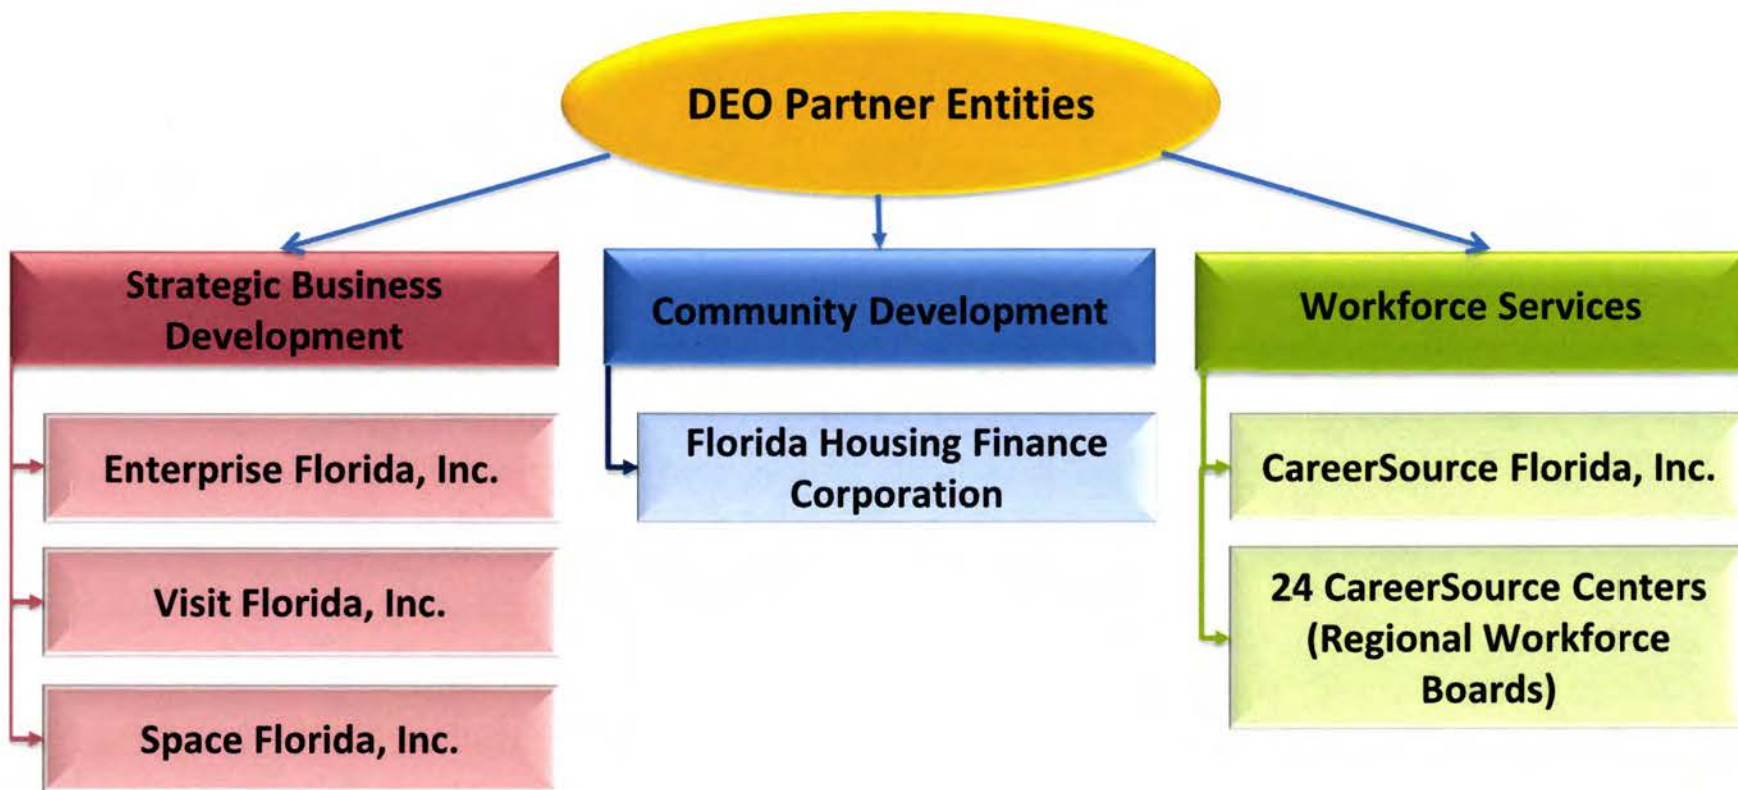 DEO Partner Entities
Strategic Business
Development
Enterprise Florida, Inc.
Visit Florida, Inc.
Space Florida, Inc.
Community Development
Florida Housing Finance
Corporation
Workforce Services
CareerSource Florida, Inc.
24 CareerSource Centers
(Regional Workforce
Boards)